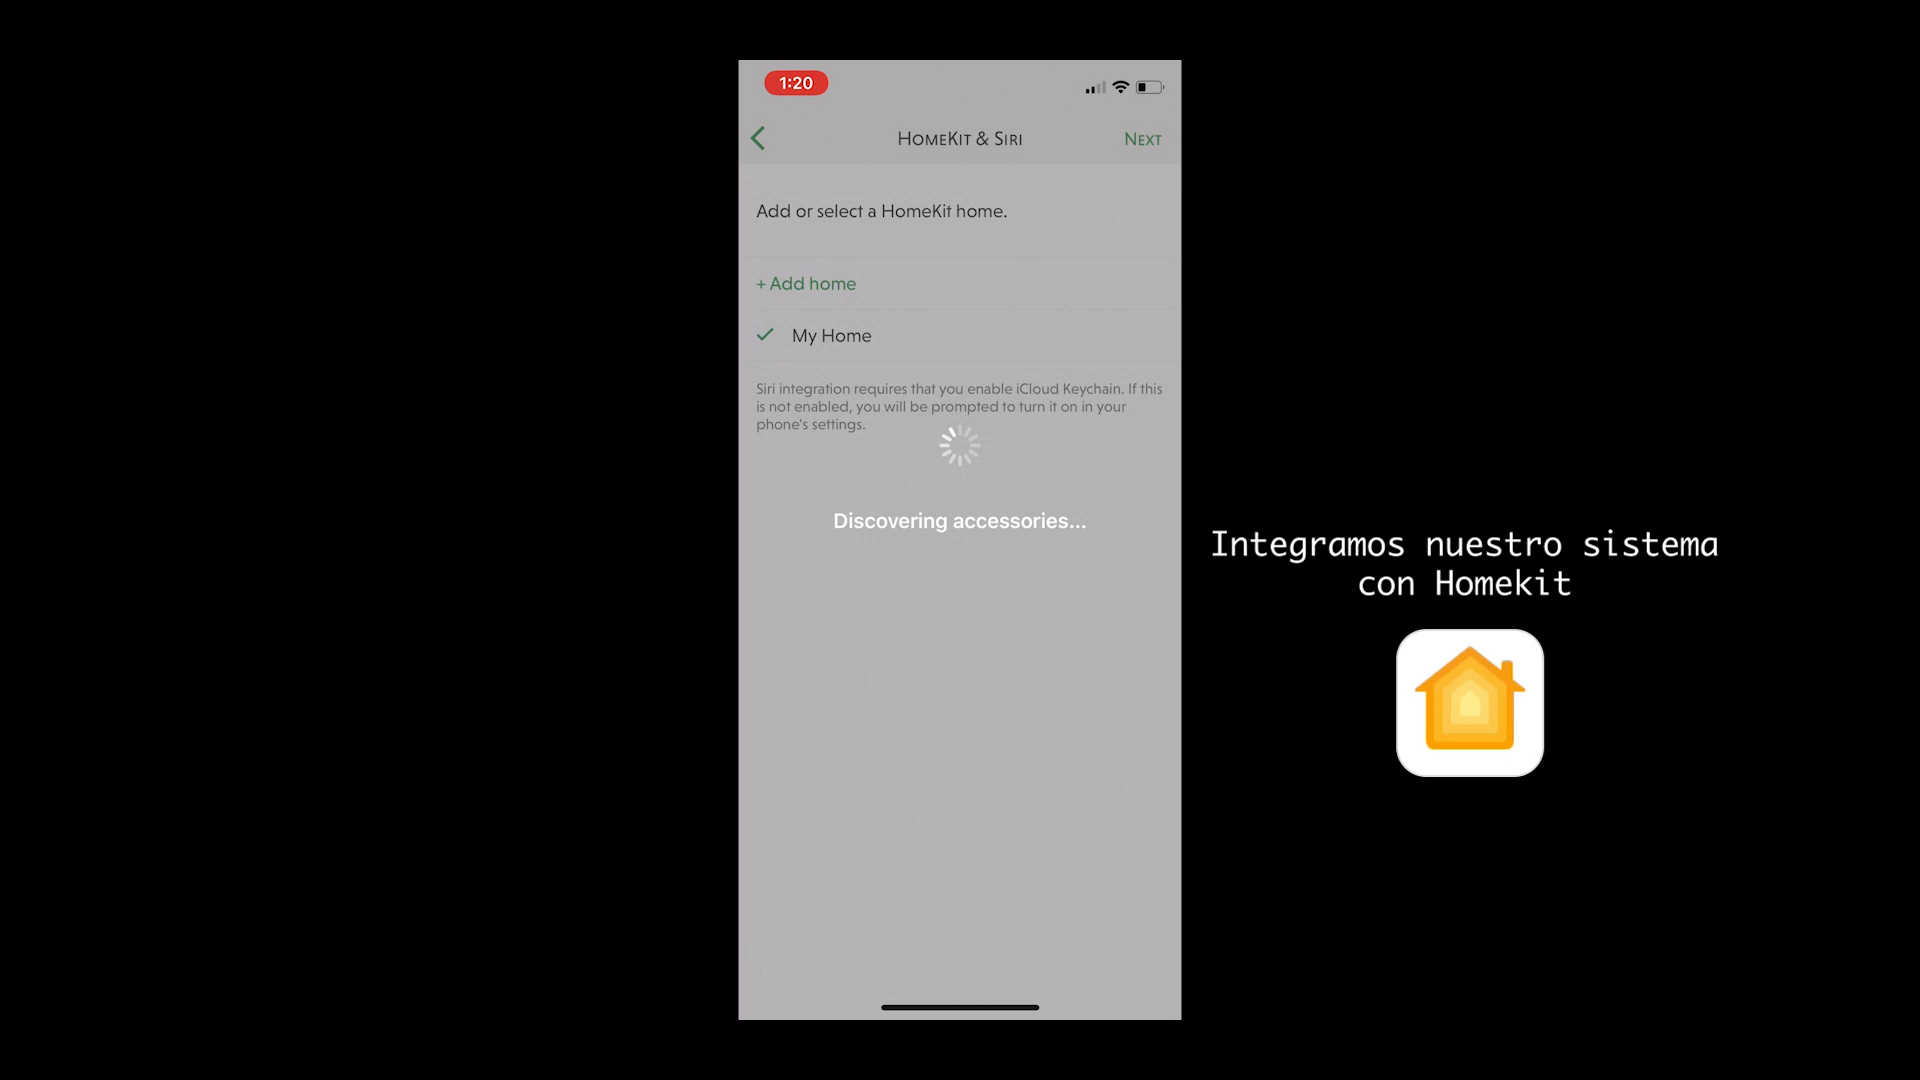 1:20
HomeKit & Siri
Next
Add or select a HomeKit home.
+ Add home
My Home
Siri integration requires that you enable iCloud Keychain. If this
is not enabled, you will be prompted to turn it on in your
phone's settings.
Discovering accessories...
Integramos nuestro sistema
con Homekit